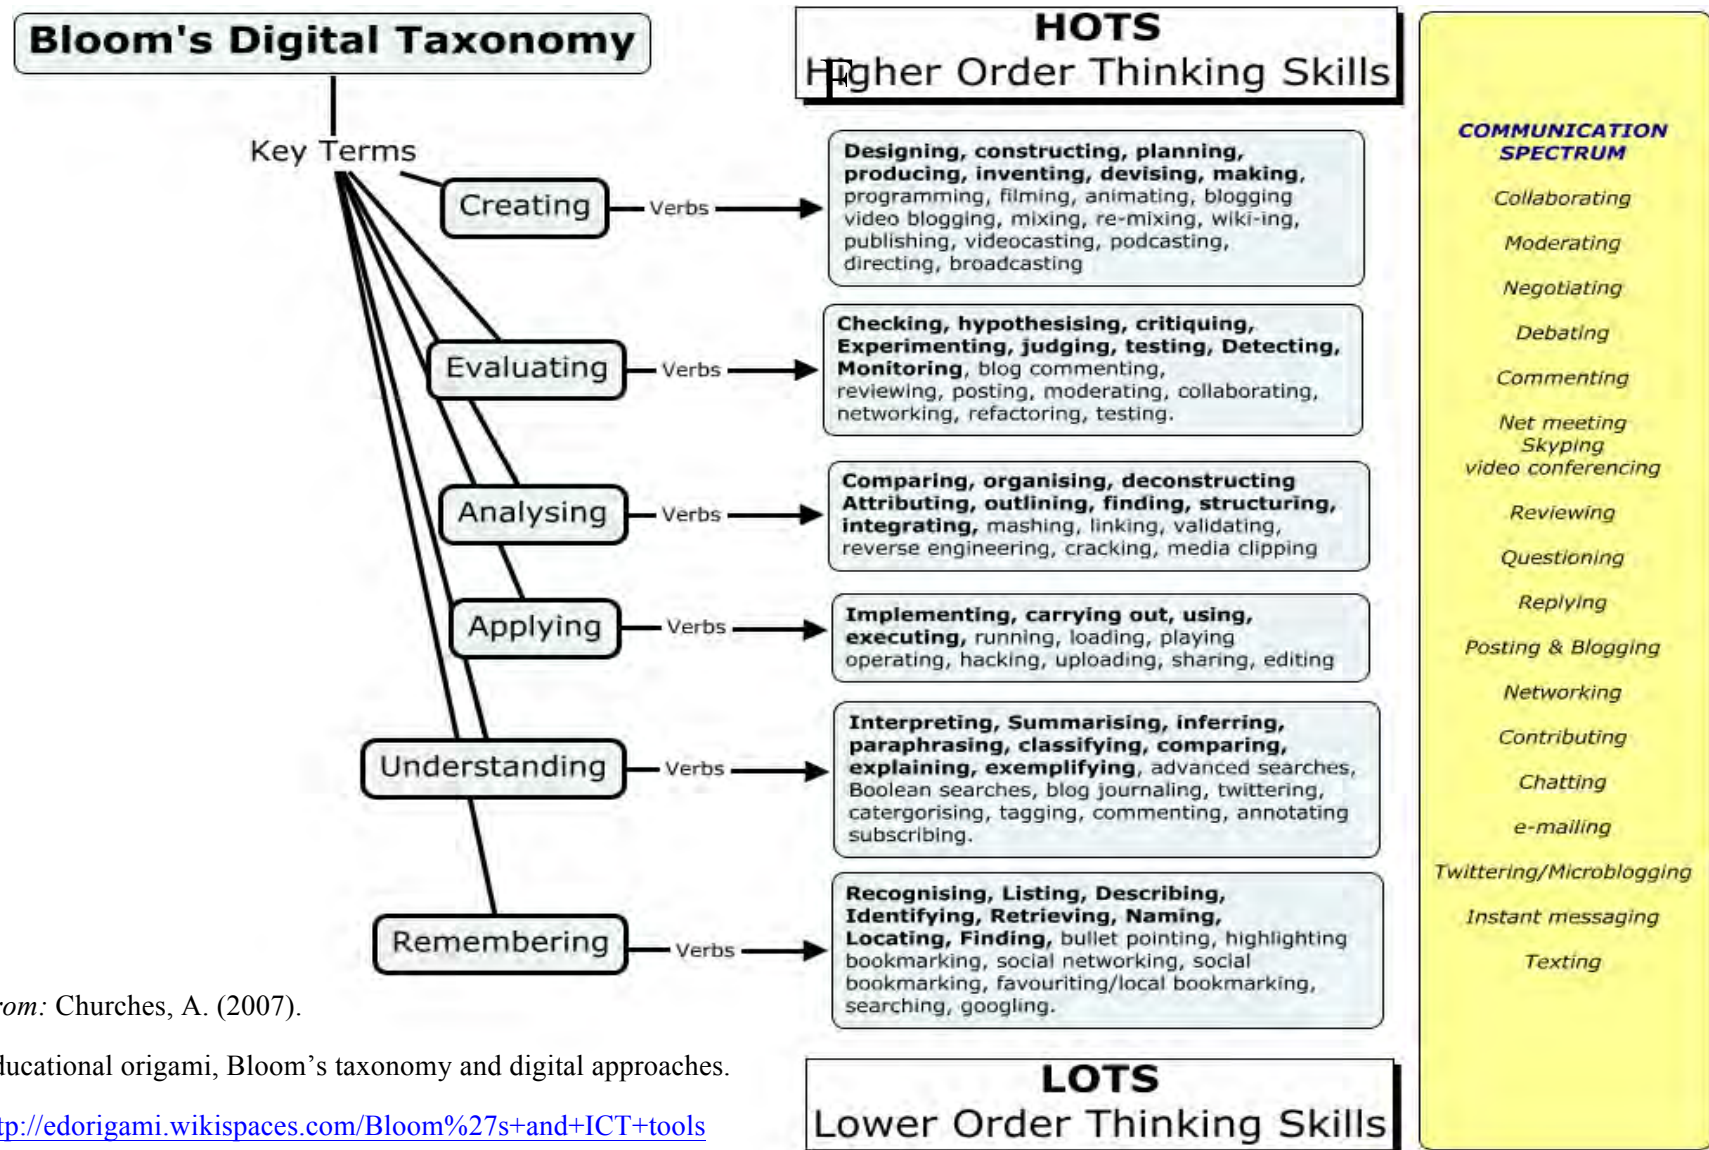 Bloom's Digital Taxonomy
Key Terms
HOTS
Higher Order Thinking Skills
Creating
Verbs
Designing, constructing, planning,
producing, inventing, devising, making,
programming, filming, animating, blogging
video blogging, mixing, re-mixing, wiki-ing,
publishing, videocasting, podcasting,
directing, broadcasting
Evaluating
Verbs
Checking, hypothesising, critiquing,
Experimenting, judging, testing, Detecting,
Monitoring, blog commenting,
reviewing, posting, moderating, collaborating,
networking, refactoring, testing.
Analysing
Verbs
Comparing, organising, deconstructing
Attributing, outlining, finding, structuring,
integrating, mashing, linking, validating,
reverse engineering, cracking, media clipping
Applying
Verbs
Implementing, carrying out, using,
executing, running, loading, playing
operating, hacking, uploading, sharing, editing
Understanding
Verbs
Interpreting, Summarising, inferring,
paraphrasing, classifying, comparing,
explaining, exemplifying, advanced searches,
Boolean searches, blog journaling, twittering,
catergorising, tagging, commenting, annotating
subscribing.
Remembering
Verbs
Recognising, Listing, Describing,
Identifying, Retrieving, Naming,
Locating, Finding, bullet pointing, highlighting
bookmarking, social networking, social
bookmarking, favouriting/local bookmarking,
searching, googling.
LOTS
Lower Order Thinking Skills
COMMUNICATION
SPECTRUM
Collaborating
Moderating
Negotiating
Debating
Commenting
Net meeting
Skyping
video conferencing
Reviewing
Questioning
Replying
Posting & Blogging
Networking
Contributing
Chatting
e-mailing
Twittering/Microblogging
Instant messaging
Texting
rom: Churches, A. (2007).
ducational origami, Bloom’s taxonomy and digital approaches.
tp://edorigami.wikispaces.com/Bloom%27s+and+ICT+tools